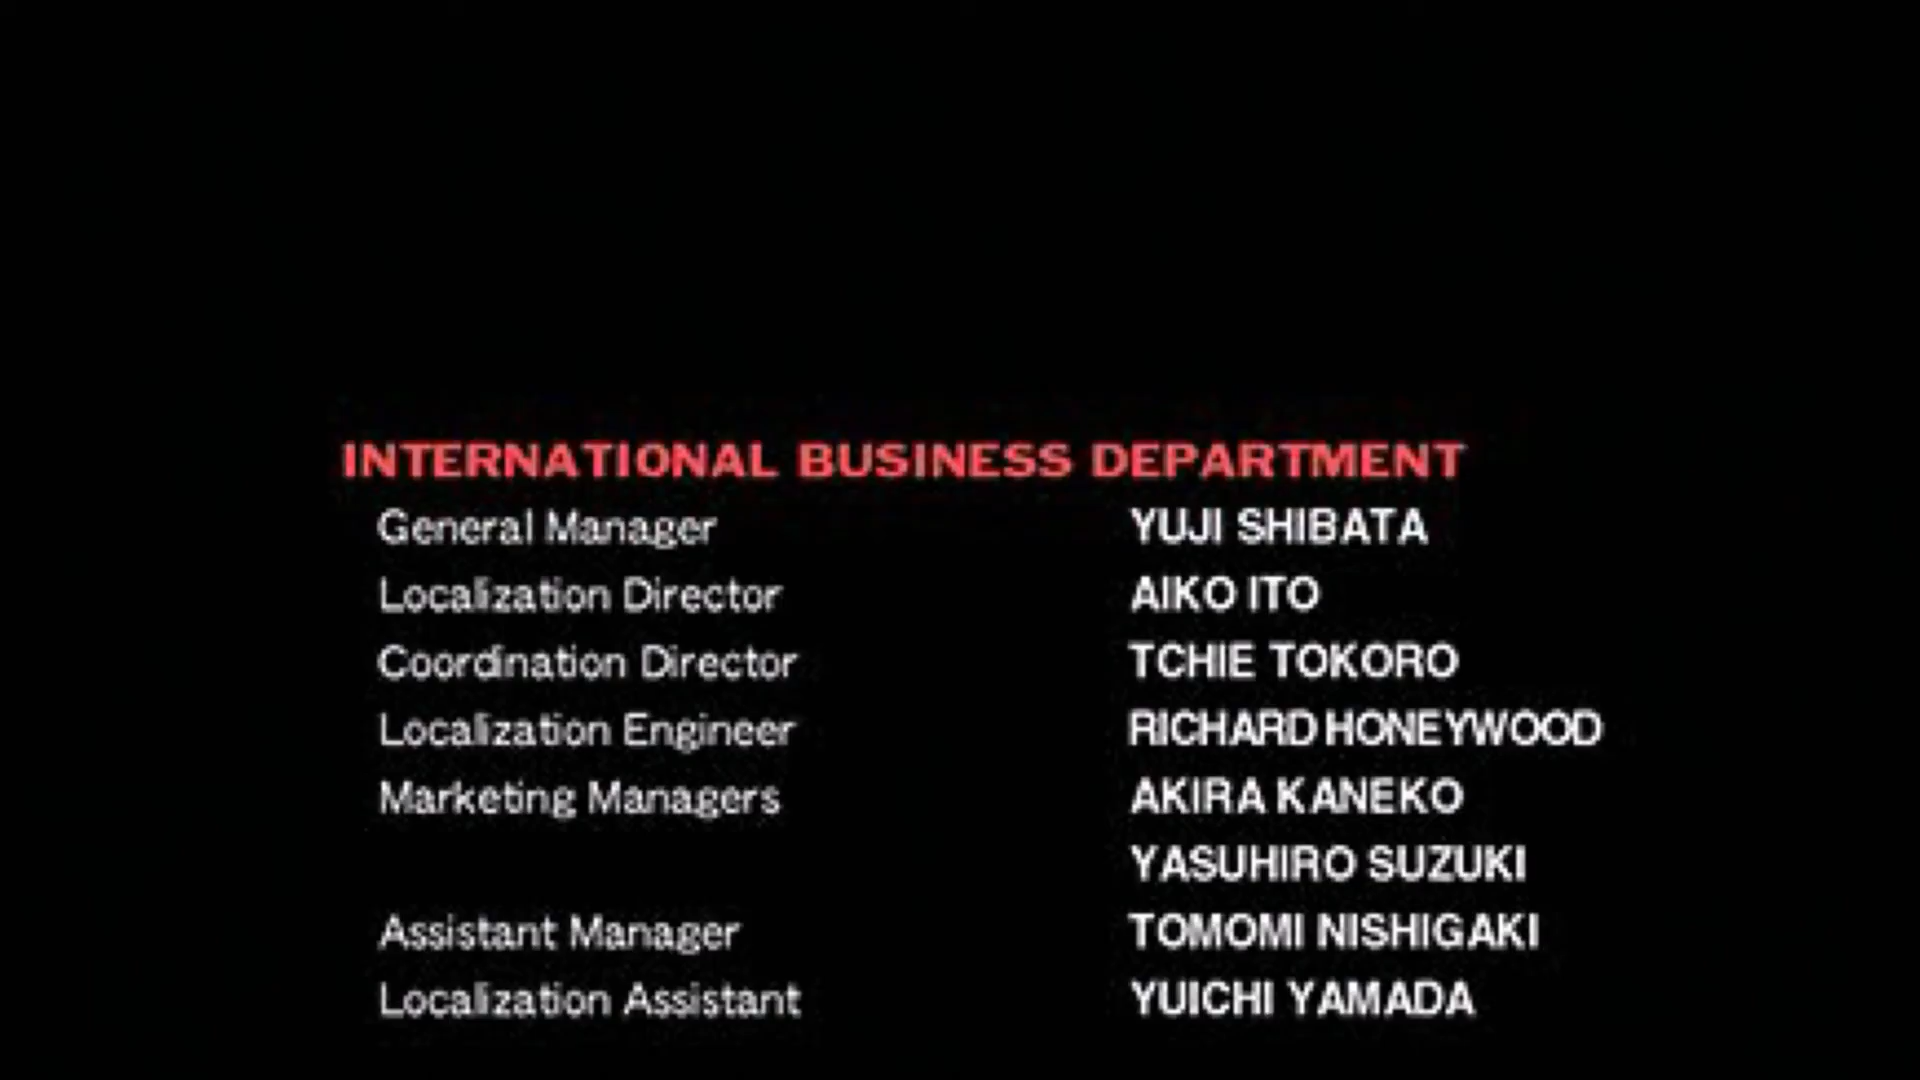 INTERNATIONAL BUSINESS DEPARTMENT
General Manager YUJI SHIBATA
Localization Director AIKO ITO
Coordination Director TCHIE TOKORO
Localization Engineer RICHARD HONEYWOOD
Marketing Managers AKIRA KANEKO
YASUHIRO SUZUKI
Assistant Manager TOMOMI NISHIGAKI
Localization Assistant YUICHI YAMADA